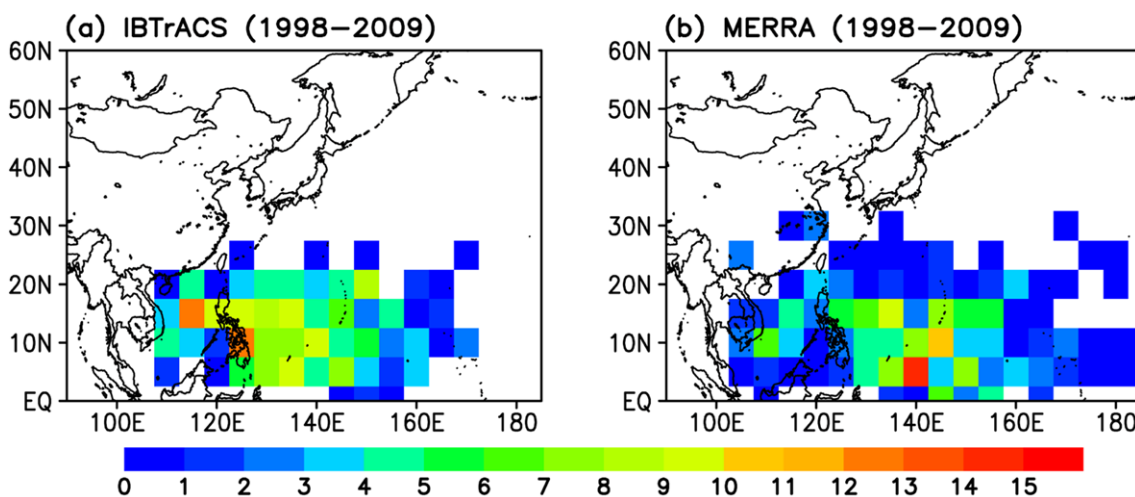 (a) IBTrACS (1998-2009)
(b) MERRA (1998-2009)
60N
50N
40N
30N
20N
10N
EQ
100E 120E 140E 160E 180
60N
50N
40N
30N
20N
10N
EQ
100E 120E 140E 160E 180
0 1 2 3 4 5 6 7 8 9 10 11 12 13 14 15